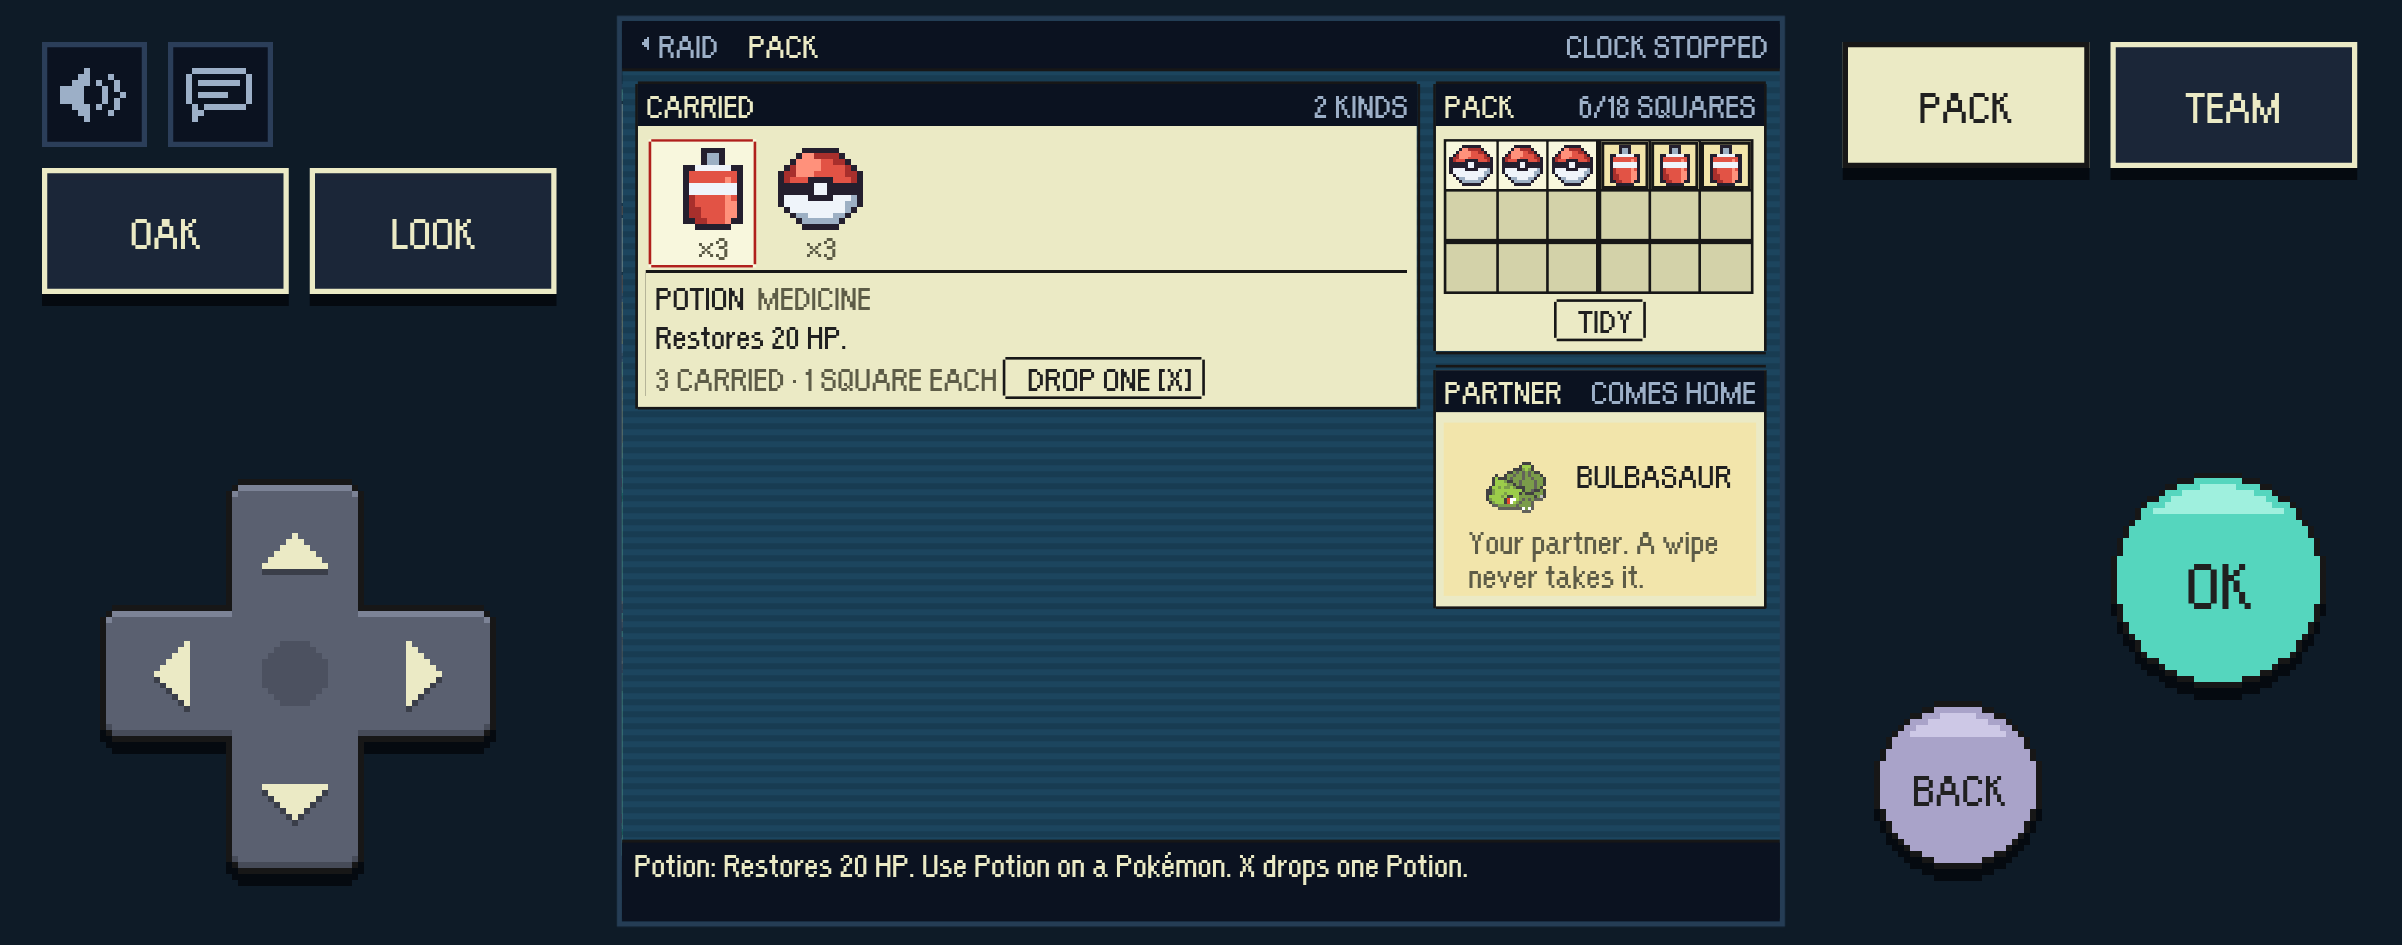 RAID PACK CLOCK STOPPED
OAK LOOK
CARRIED 2 KINDS
×3 ×3
POTION MEDICINE
Restores 20 HP.
3 CARRIED · 1 SQUARE EACH DROP ONE [X]
PACK 6/18 SQUARES
TIDY
PARTNER COMES HOME
BULBASAUR
Your partner. A wipe
never takes it.
Potion: Restores 20 HP. Use Potion on a Pokémon. X drops one Potion.
PACK TEAM
OK
BACK